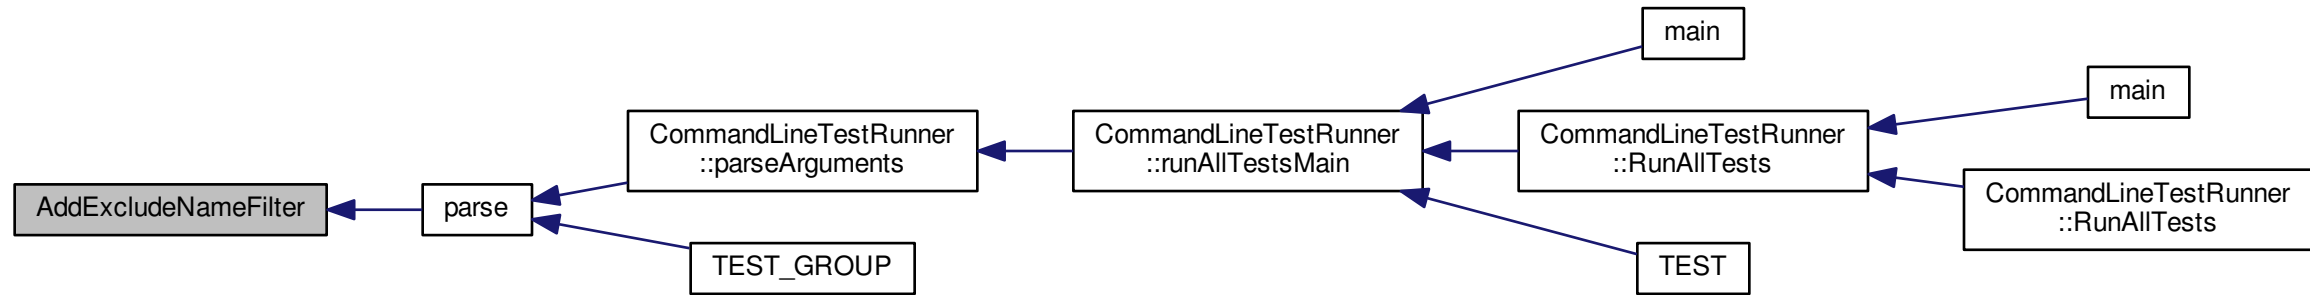 AddExcludeNameFilter
parse
CommandLineTestRunner
::parseArguments
TEST_GROUP
CommandLineTestRunner
::runAllTestsMain
main
CommandLineTestRunner
::RunAllTests
TEST
main
CommandLineTestRunner
::RunAllTests